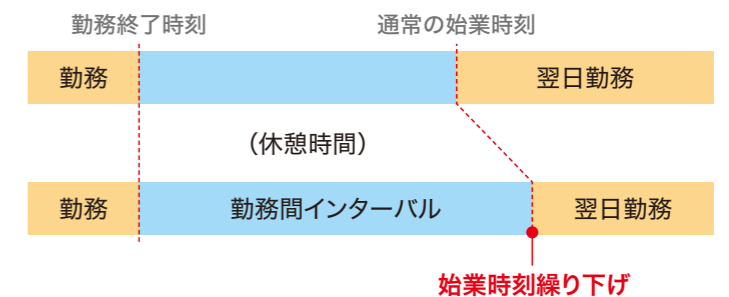 勤務終了時刻
通常の始業時刻
勤務
翌日勤務
（休憩時間）
勤務
勤務間インターバル
翌日勤務
始業時刻繰り下げ